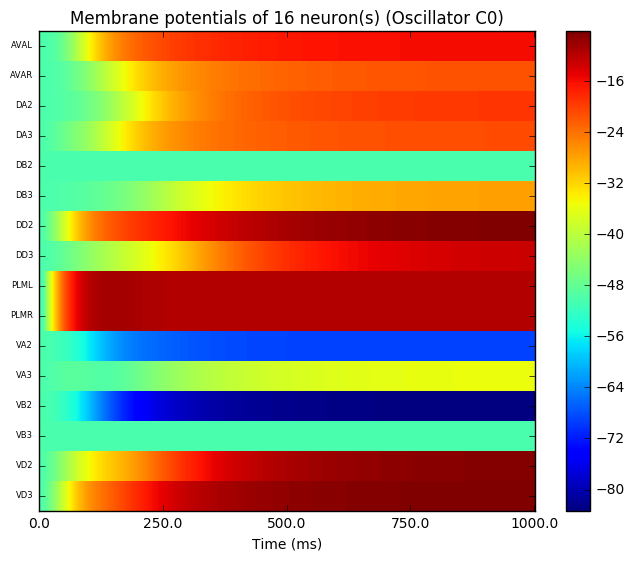 Membrane potentials of 16 neuron(s) (Oscillator C0)
AVAL
AVAR
DA2
DA3
DB2
DB3
DD2
DD3
PLML
PLMR
VA2
VA3
VB2
VB3
VD2
VD3
0.0 250.0 500.0 750.0 1000.0
Time (ms)
−16
−24
−32
−40
−48
−56
−64
−72
−80